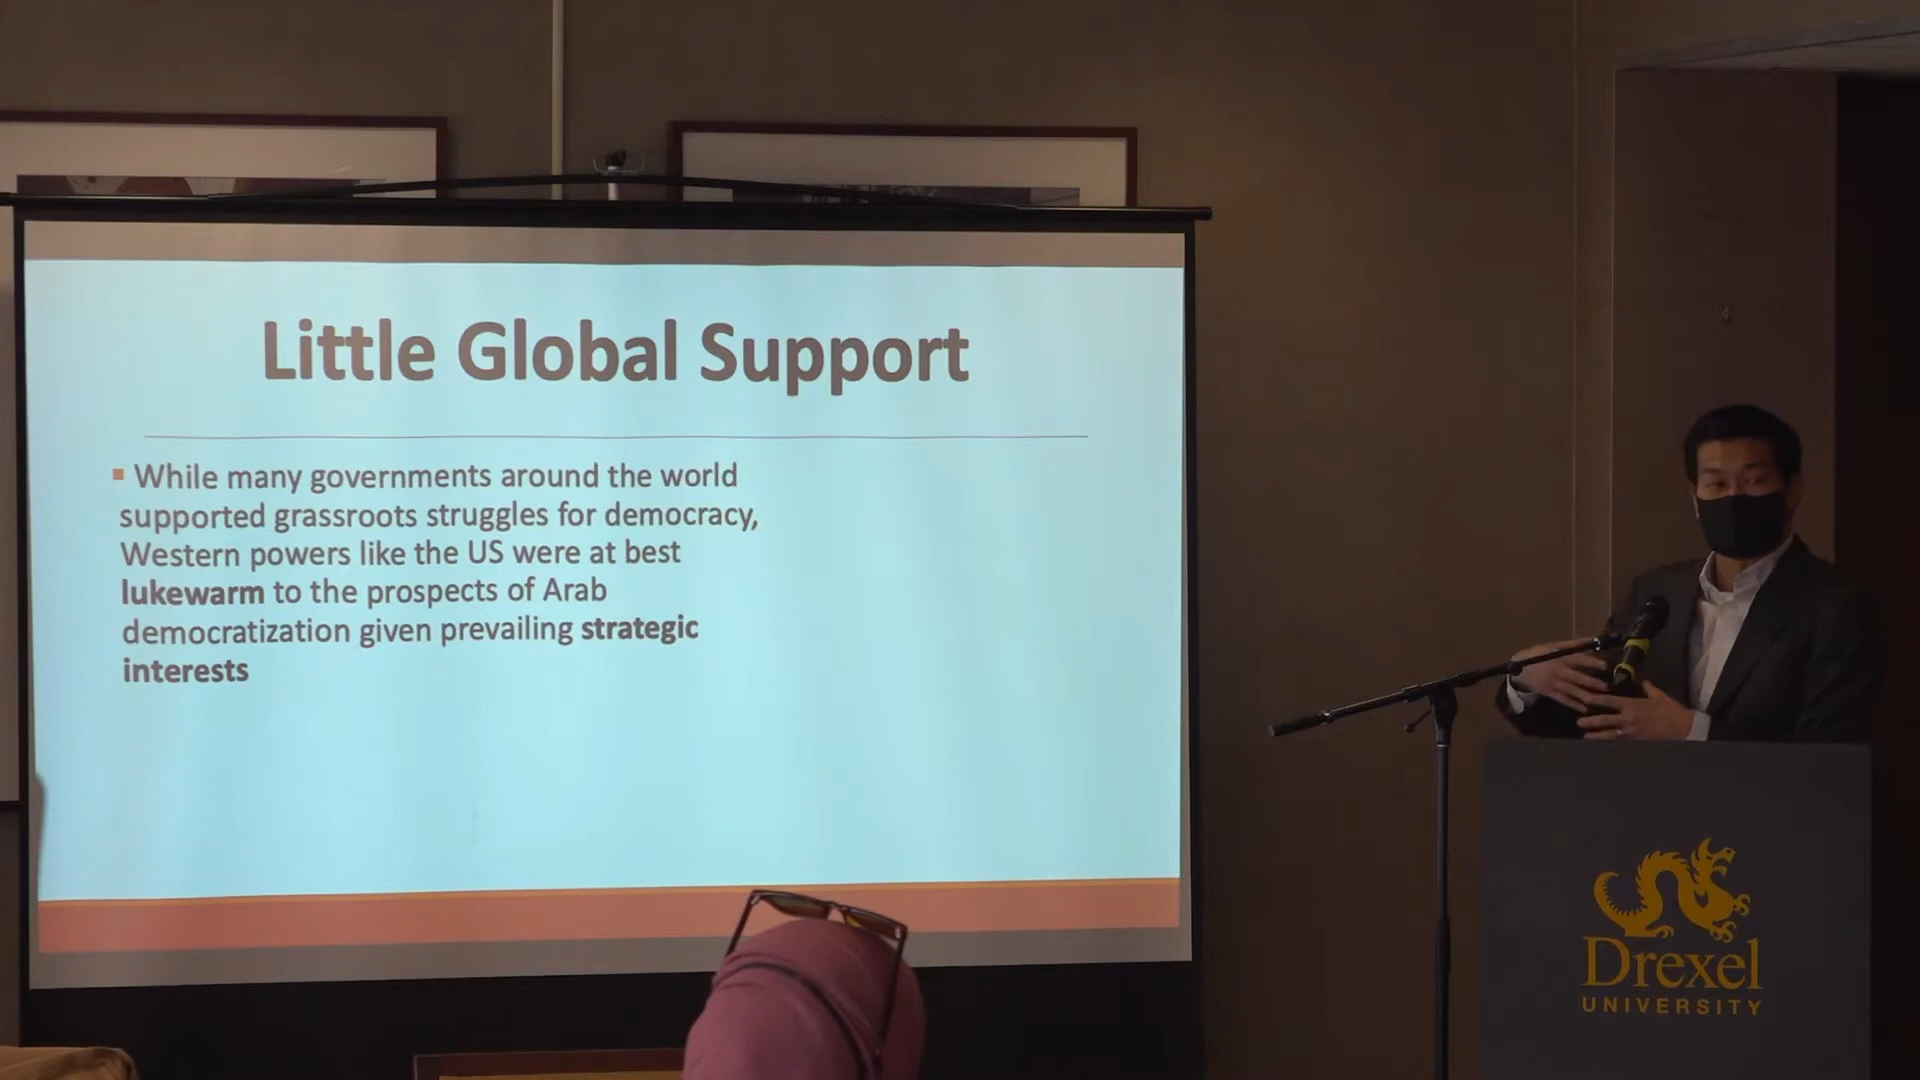 Little Global Support
▪ While many governments around the world
supported grassroots struggles for democracy,
Western powers like the US were at best
lukewarm to the prospects of Arab
democratization given prevailing strategic
interests
Drexel
UNIVERSITY